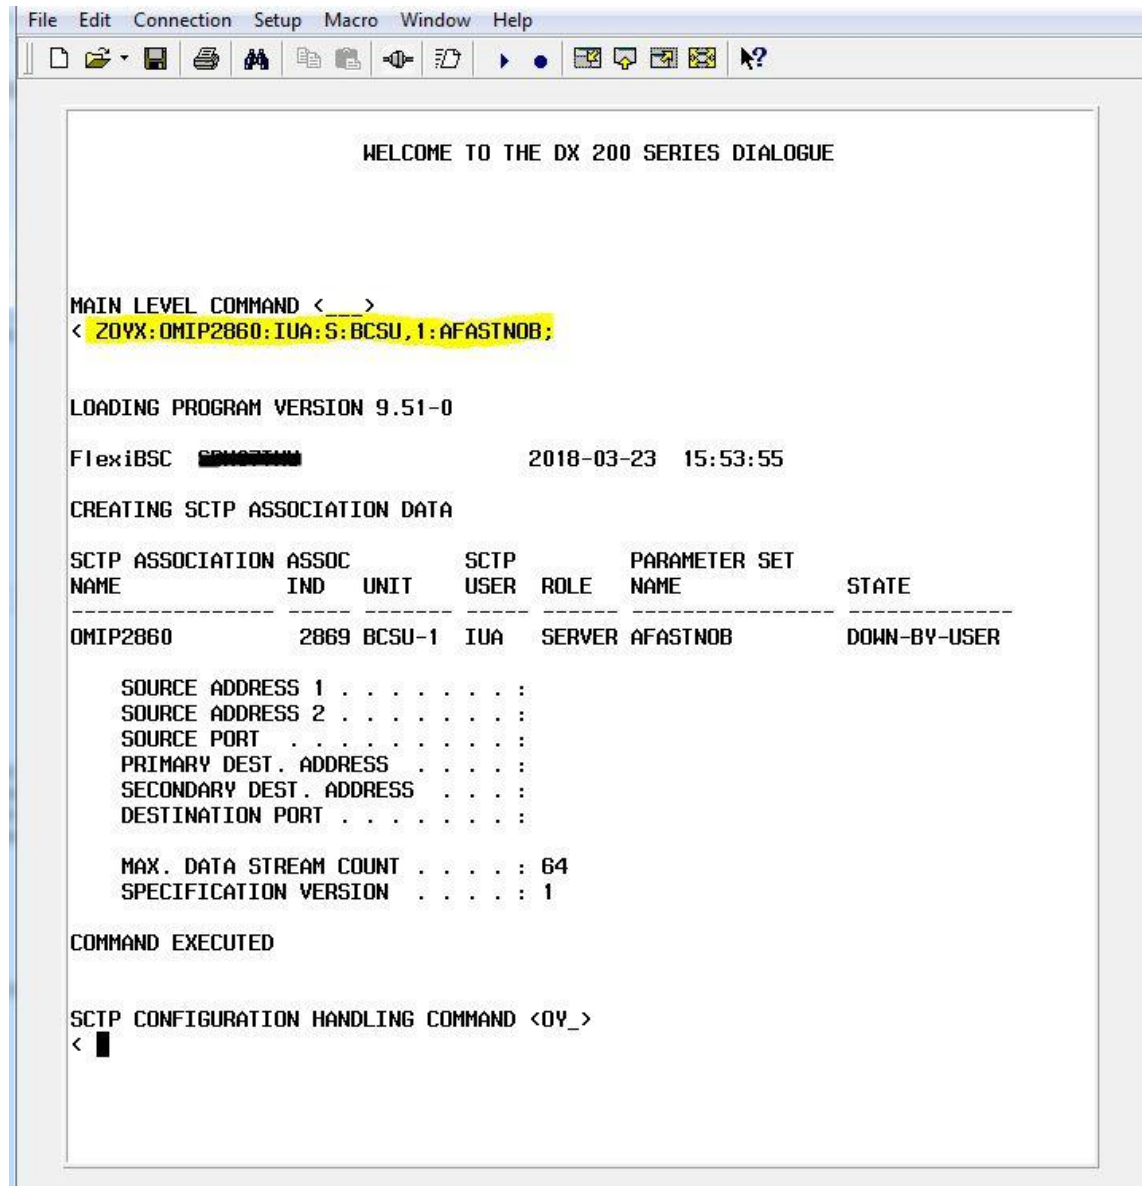 File Edit Connection Setup Macro Window Help
WELCOME TO THE DX 200 SERIES DIALOGUE
MAIN LEVEL COMMAND <___>
< ZOYX:OMIP2860:IUA:S:BCSU,1:AFASTNOB;
LOADING PROGRAM VERSION 9.51-0
FlexiBSC 2018-03-23 15:53:55
CREATING SCTP ASSOCIATION DATA
SCTP ASSOCIATION ASSOC SCTP PARAMETER SET
NAME IND UNIT USER ROLE NAME STATE
---------------- ----- ------- ----- ------ ---------------- -------------
OMIP2860 2869 BCSU-1 IUA SERVER AFASTNOB DOWN-BY-USER
SOURCE ADDRESS 1 . . . . . . . :
SOURCE ADDRESS 2 . . . . . . . :
SOURCE PORT . . . . . . . . . :
PRIMARY DEST. ADDRESS . . . . :
SECONDARY DEST. ADDRESS . . . :
DESTINATION PORT . . . . . . . :
MAX. DATA STREAM COUNT . . . . : 64
SPECIFICATION VERSION . . . . : 1
COMMAND EXECUTED
SCTP CONFIGURATION HANDLING COMMAND <OY_>
<